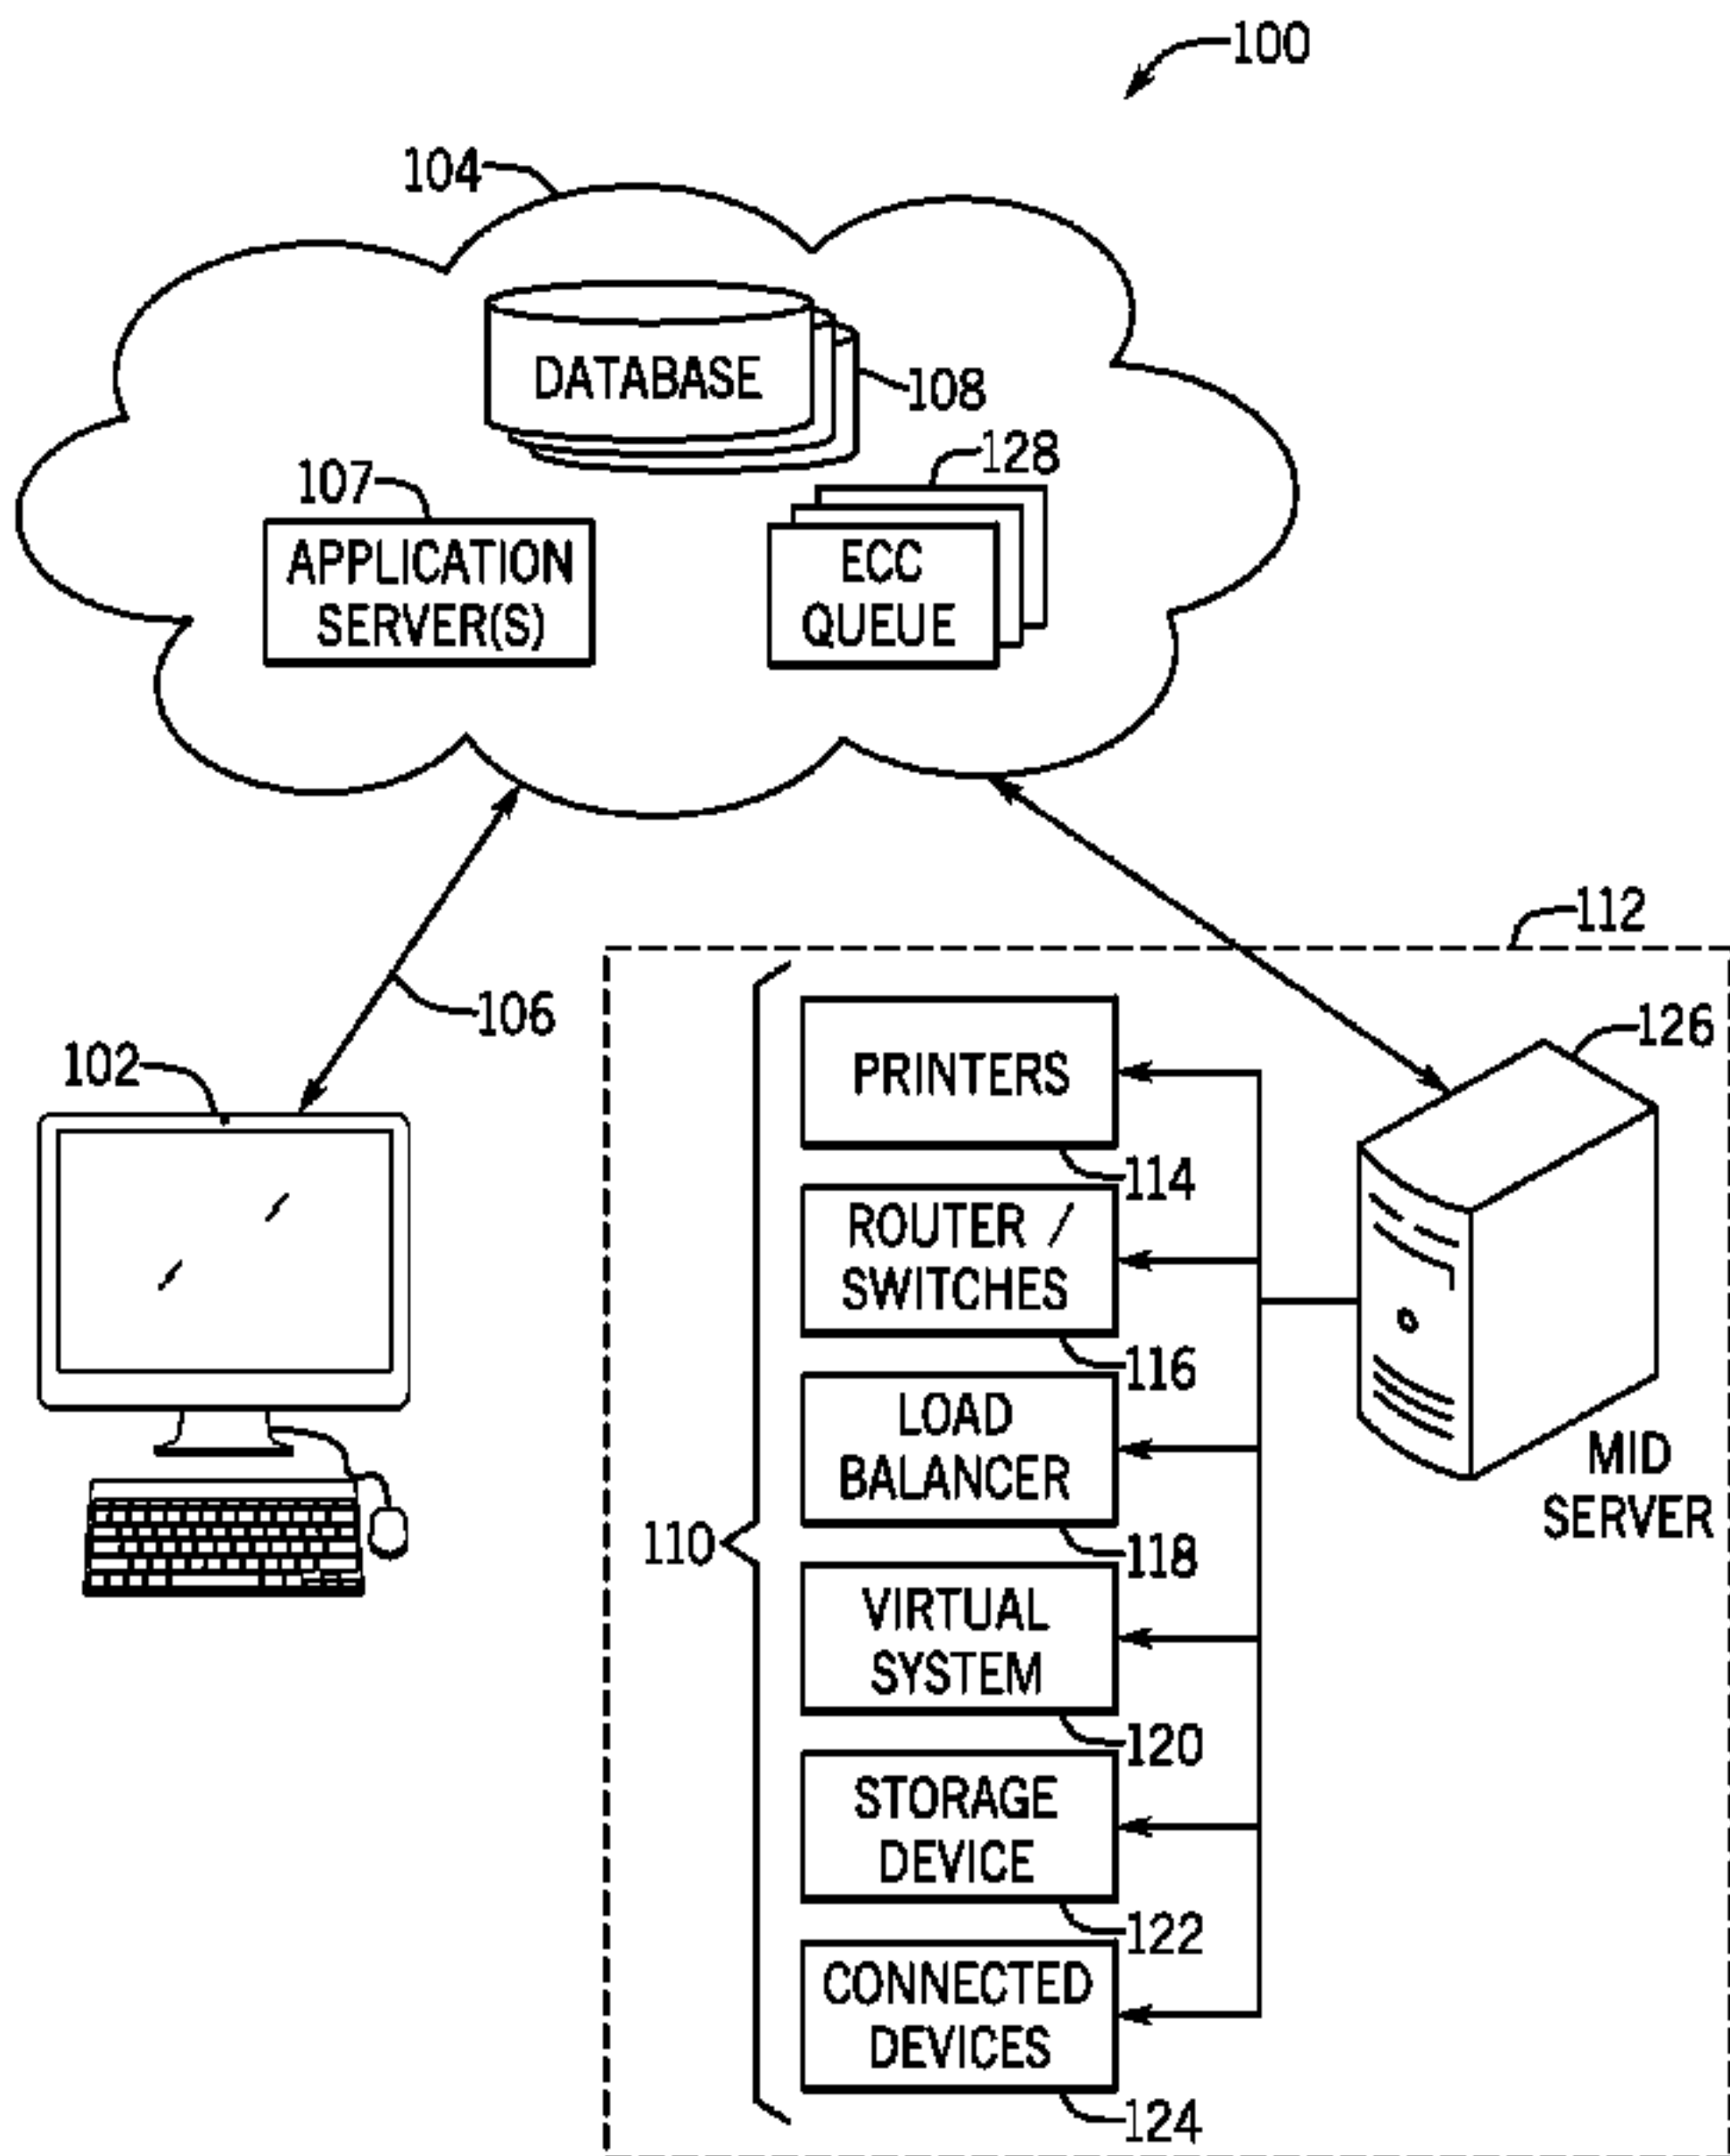 100
104
DATABASE
108
128
107
APPLICATION
SERVER(S)
ECC
QUEUE
112
106
126
102
PRINTERS
114
ROUTER /
SWITCHES
116
LOAD
BALANCER
MID
SERVER
110
118
VIRTUAL
SYSTEM
120
STORAGE
DEVICE
122
CONNECTED
DEVICES
124